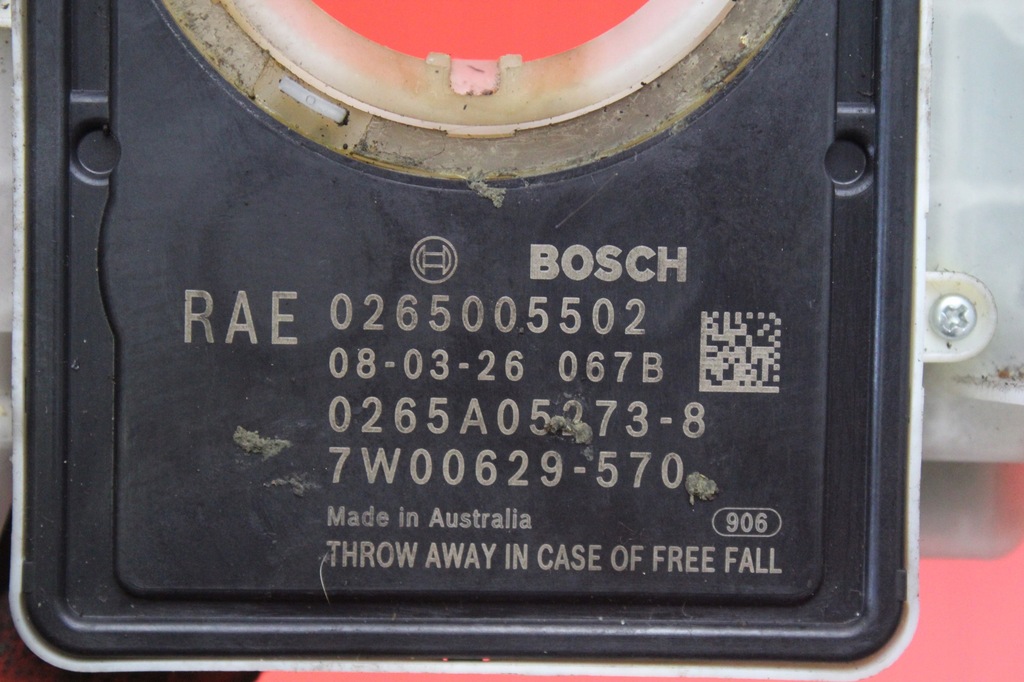 BOSCH
RAE 0265005502
08-03-26 067B
0265A05273-8
7W00629-570
Made in Australia 906
THROW AWAY IN CASE OF FREE FALL